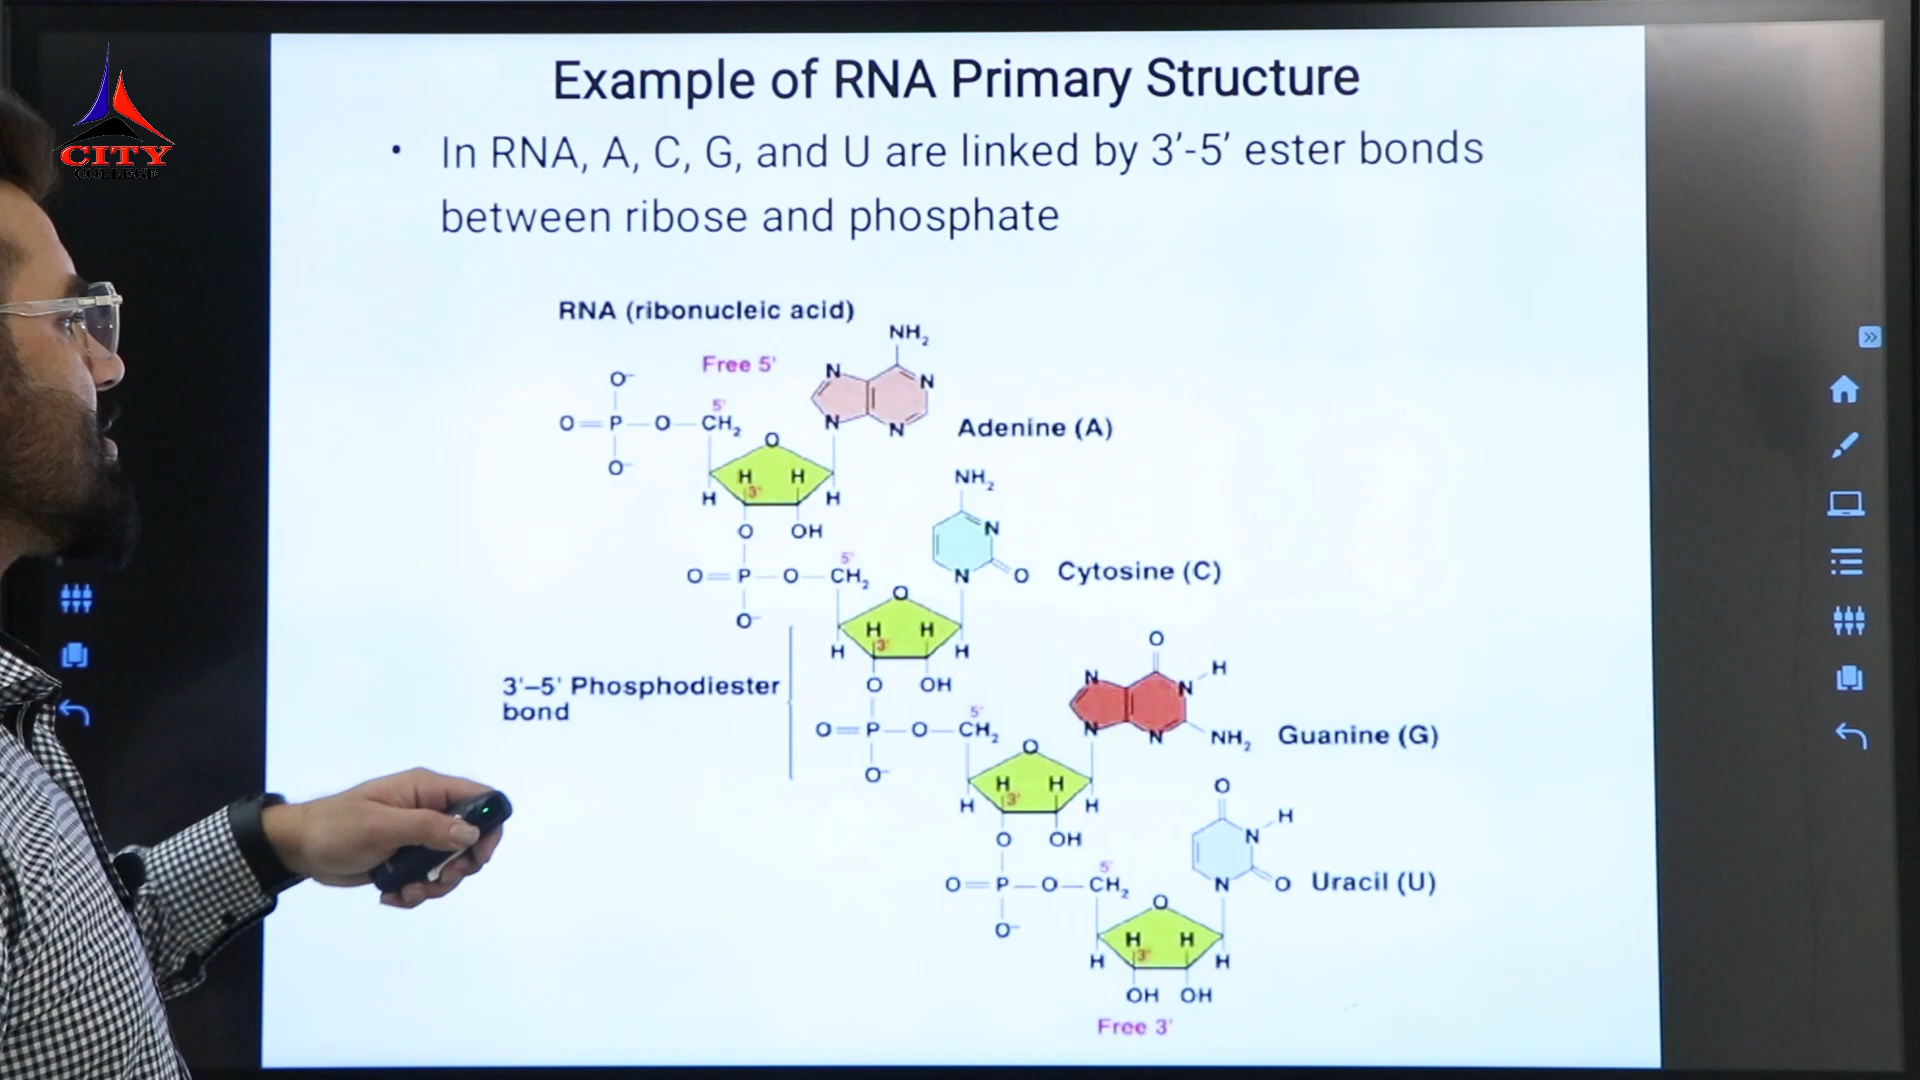 CITY
COLLEGE
Example of RNA Primary Structure
• In RNA, A, C, G, and U are linked by 3’-5’ ester bonds
between ribose and phosphate
RNA (ribonucleic acid)
NH₂
Free 5'
O⁻
N
N
5'
O=P—O—CH₂
N
N
Adenine (A)
O
O⁻
H
H
3'
H
H
NH₂
O
OH
N
5'
O=P—O—CH₂
N
O
Cytosine (C)
O
O⁻
H
H
3'
H
H
O
H
3'–5' Phosphodiester
bond
O
OH
N
N
5'
O=P—O—CH₂
N
N
NH₂
Guanine (G)
O
O⁻
H
H
3'
H
H
O
H
O
OH
N
5'
O=P—O—CH₂
N
O
Uracil (U)
O
O⁻
H
H
3'
H
H
OH
OH
Free 3'